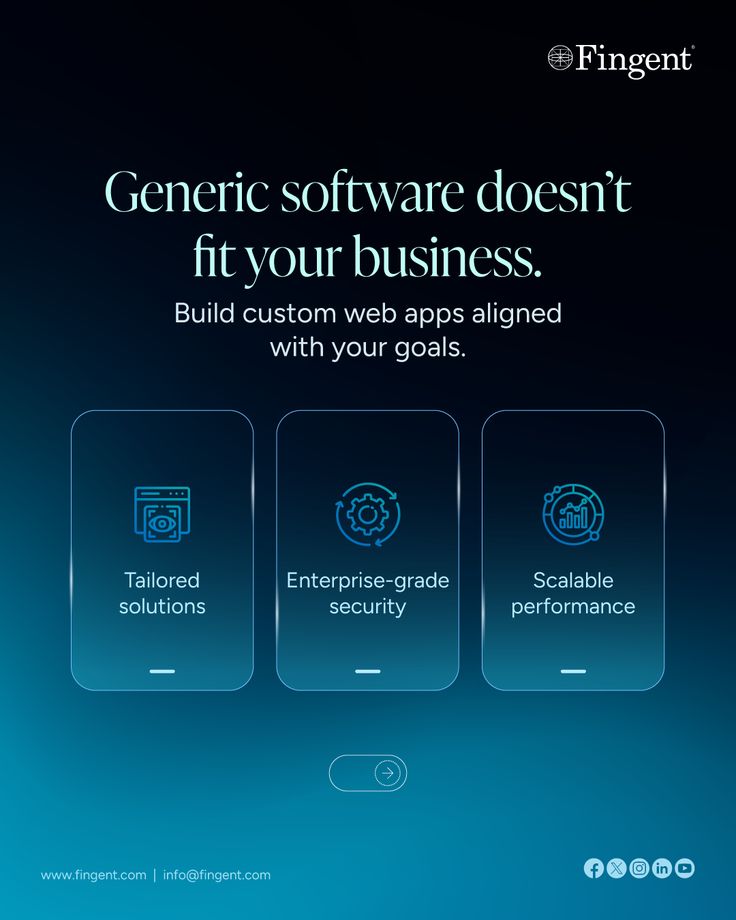 Fingent®
Generic software doesn’t
fit your business.
Build custom web apps aligned
with your goals.
Tailored
solutions
Enterprise-grade
security
Scalable
performance
www.fingent.com | info@fingent.com